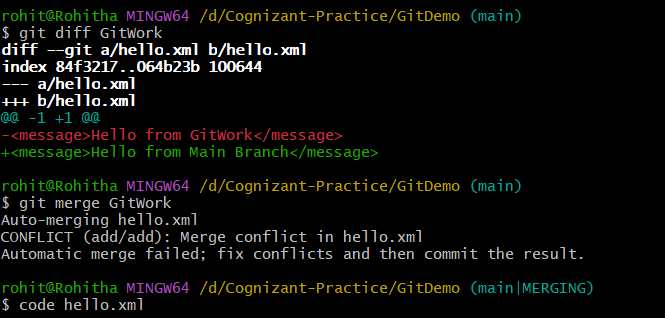 rohit@Rohitha MINGW64 /d/Cognizant-Practice/GitDemo (main)
$ git diff GitWork
diff --git a/hello.xml b/hello.xml
index 84f3217..064b23b 100644
--- a/hello.xml
+++ b/hello.xml
@@ -1 +1 @@
-<message>Hello from GitWork</message>
+<message>Hello from Main Branch</message>
rohit@Rohitha MINGW64 /d/Cognizant-Practice/GitDemo (main)
$ git merge GitWork
Auto-merging hello.xml
CONFLICT (add/add): Merge conflict in hello.xml
Automatic merge failed; fix conflicts and then commit the result.
rohit@Rohitha MINGW64 /d/Cognizant-Practice/GitDemo (main|MERGING)
$ code hello.xml